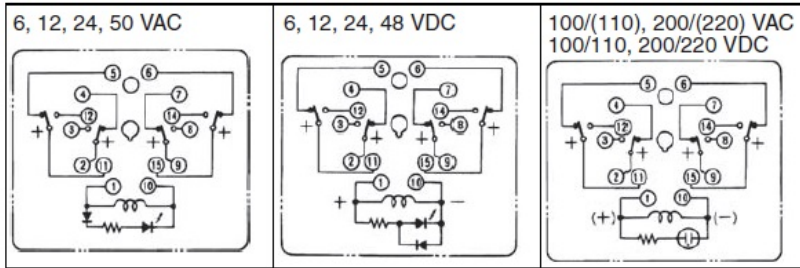 6, 12, 24, 50 VAC
5 6
4 7
12 14
3 8
+ + + +
2 11 15 9
1 10
6, 12, 24, 48 VDC
5 6
4 7
12 14
3 8
+ + + +
2 11 15 9
1 10
+ −
100/(110), 200/(220) VAC
100/110, 200/220 VDC
5 6
4 7
12 14
3 8
+ + + +
2 11 15 9
1 10
(+) (−)